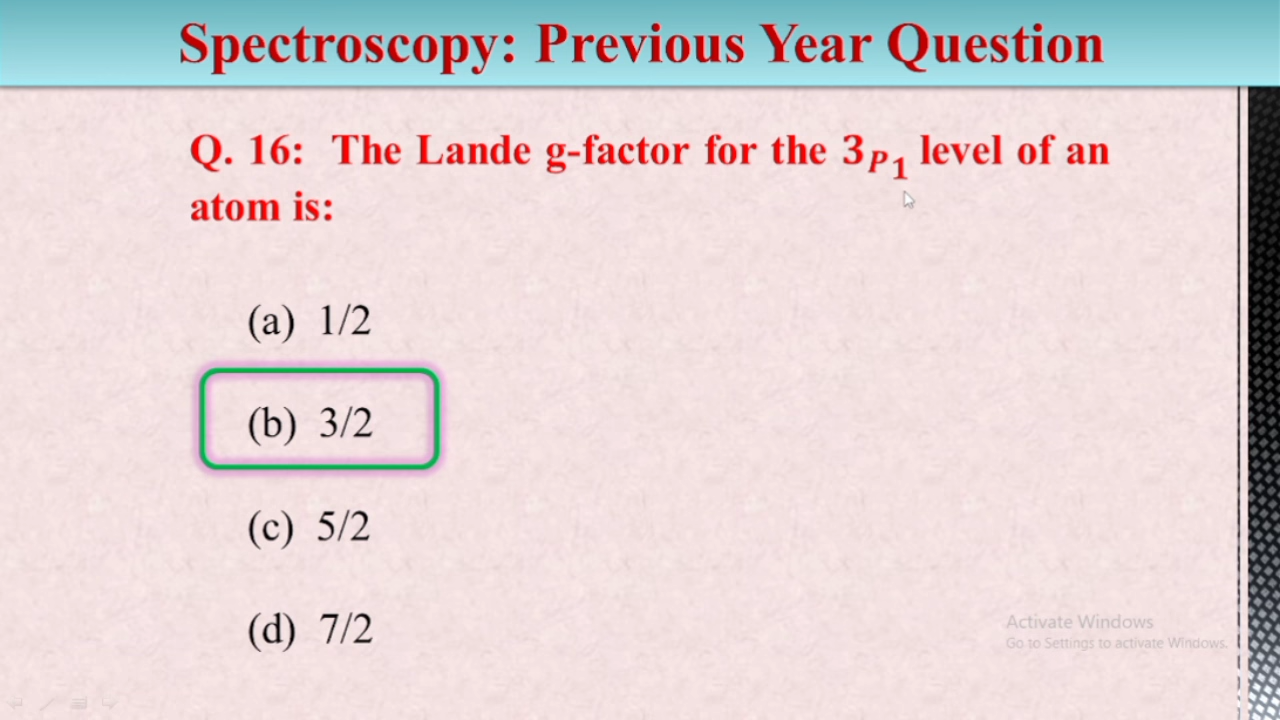 Spectroscopy: Previous Year Question
Q. 16: The Lande g-factor for the 3P₁ level of an
atom is:
(a) 1/2
(b) 3/2
(c) 5/2
(d) 7/2
Activate Windows
Go to Settings to activate Windows.